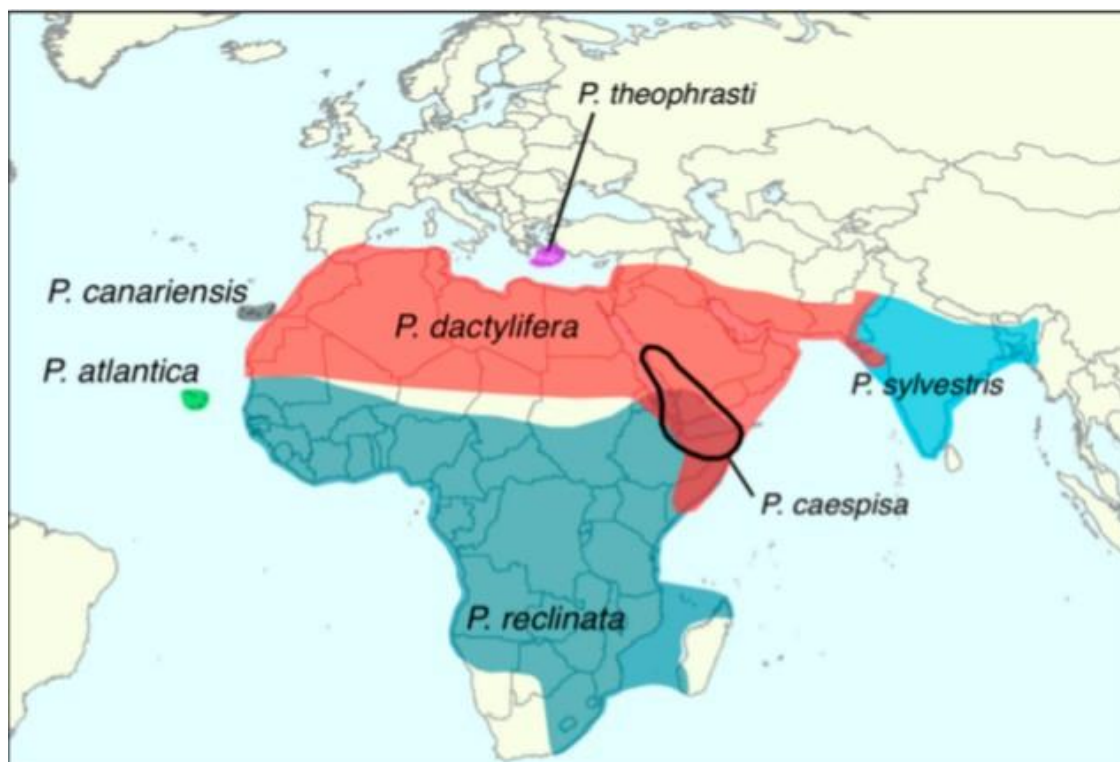 P. theophrasti
P. canariensis
P. dactylifera
P. atlantica
P. sylvestris
P. caespisa
P. reclinata